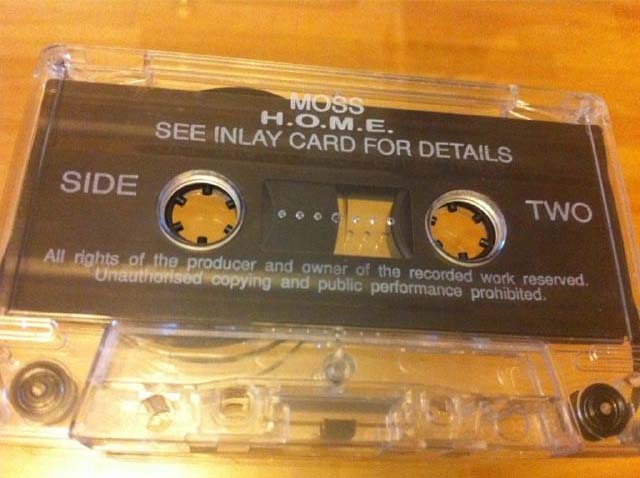 MOSS
H.O.M.E.
SEE INLAY CARD FOR DETAILS
SIDE TWO
All rights of the producer and owner of the recorded work reserved.
Unauthorised copying and public performance prohibited.